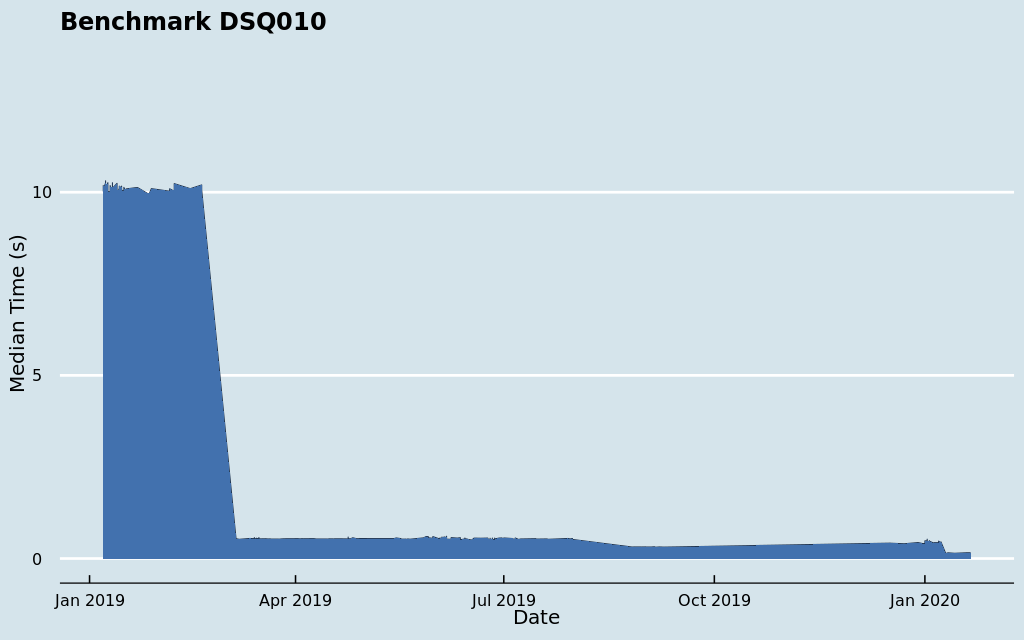 Benchmark DSQ010
Median Time (s)
10
5
0
Jan 2019
Apr 2019
Jul 2019
Oct 2019
Jan 2020
Date